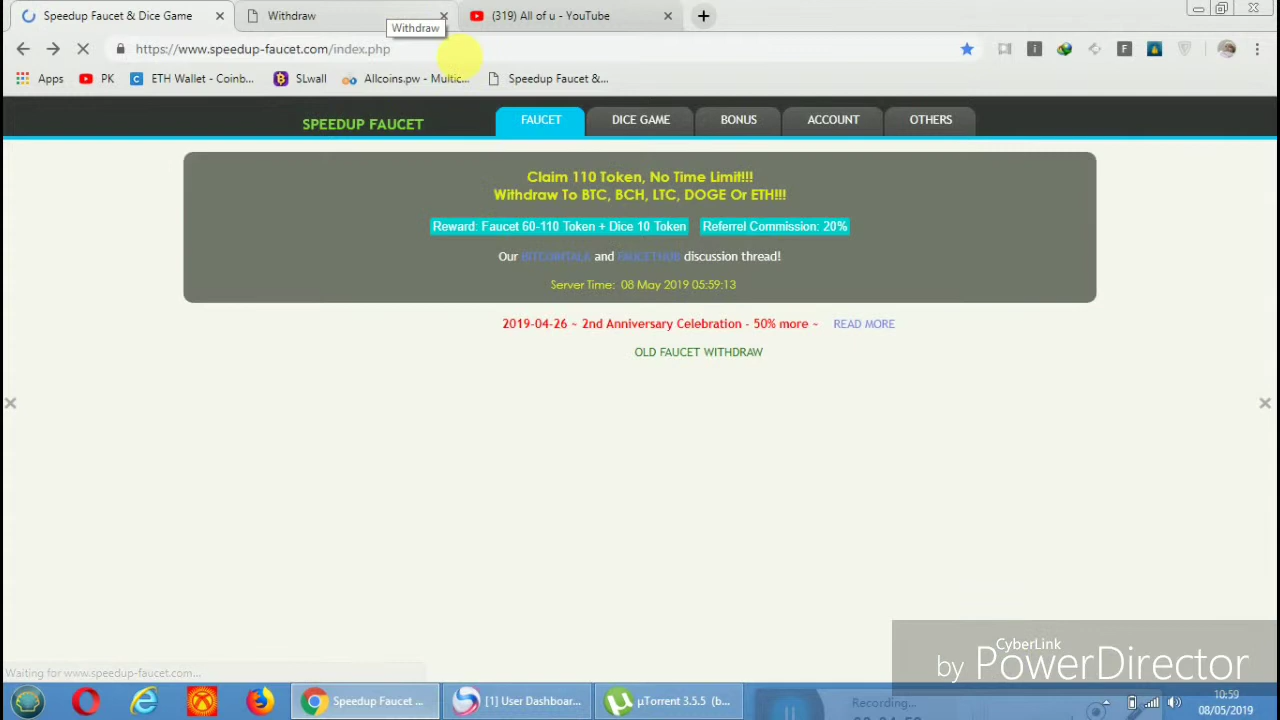 Speedup Faucet & Dice Game
Withdraw
(319) All of u - YouTube
Withdraw
https://www.speedup-faucet.com/index.php
Apps
PK
ETH Wallet - Coinb...
SLwall
Allcoins.pw - Multic...
Speedup Faucet &...
SPEEDUP FAUCET
FAUCET
DICE GAME
BONUS
ACCOUNT
OTHERS
Claim 110 Token, No Time Limit!!!
Withdraw To BTC, BCH, LTC, DOGE Or ETH!!!
Reward: Faucet 60-110 Token + Dice 10 Token
Referrel Commission: 20%
Our BITCOINTALK and FAUCETHUB discussion thread!
Server Time: 08 May 2019 05:59:13
2019-04-26 ~ 2nd Anniversary Celebration - 50% more ~ READ MORE
OLD FAUCET WITHDRAW
CyberLink
by PowerDirector
Waiting for www.speedup-faucet.com...
Speedup Faucet ...
[1] User Dashboar...
µTorrent 3.5.5 (b...
Recording...
10:59
08/05/2019